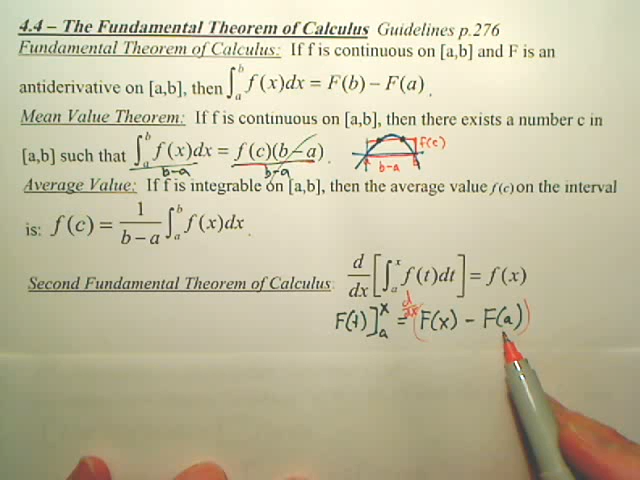 4.4 – The Fundamental Theorem of Calculus Guidelines p.276
Fundamental Theorem of Calculus: If f is continuous on [a,b] and F is an
antiderivative on [a,b], then ∫_a^b f(x)dx = F(b) – F(a).
Mean Value Theorem: If f is continuous on [a,b], then there exists a number c in
[a,b] such that ∫_a^b f(x)dx = f(c)(b – a). f(c)
b-a b-a b-a
Average Value: If f is integrable on [a,b], then the average value f(c) on the interval
is: f(c) = 1/(b – a) ∫_a^b f(x)dx.
Second Fundamental Theorem of Calculus: d/dx [∫_a^x f(t)dt] = f(x)
F(t)]_a^x = d/dx (F(x) – F(a))